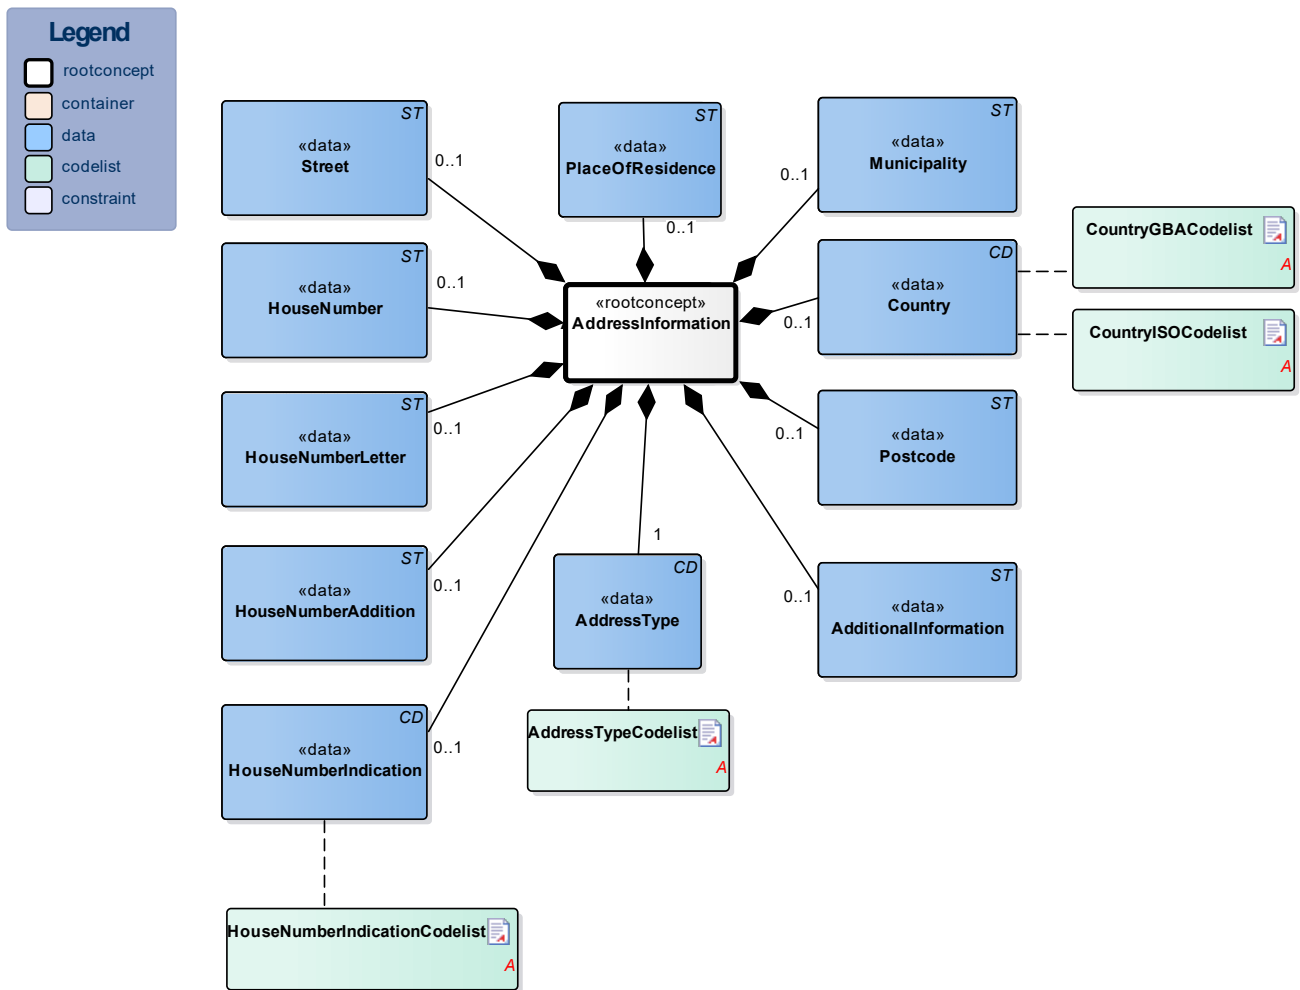 Legend
rootconcept
container
data
codelist
constraint
ST
«data»
Street
0..1
ST
«data»
PlaceOfResidence
0..1
ST
«data»
Municipality
0..1
ST
«data»
HouseNumber
0..1
«rootconcept»
AddressInformation
CD
«data»
Country
0..1
CountryGBACodelist
A
CountryISOCodelist
A
ST
«data»
HouseNumberLetter
0..1
ST
«data»
Postcode
0..1
ST
«data»
HouseNumberAddition
0..1
1
CD
«data»
AddressType
ST
«data»
AdditionalInformation
0..1
CD
«data»
HouseNumberIndication
0..1
AddressTypeCodelist
A
HouseNumberIndicationCodelist
A